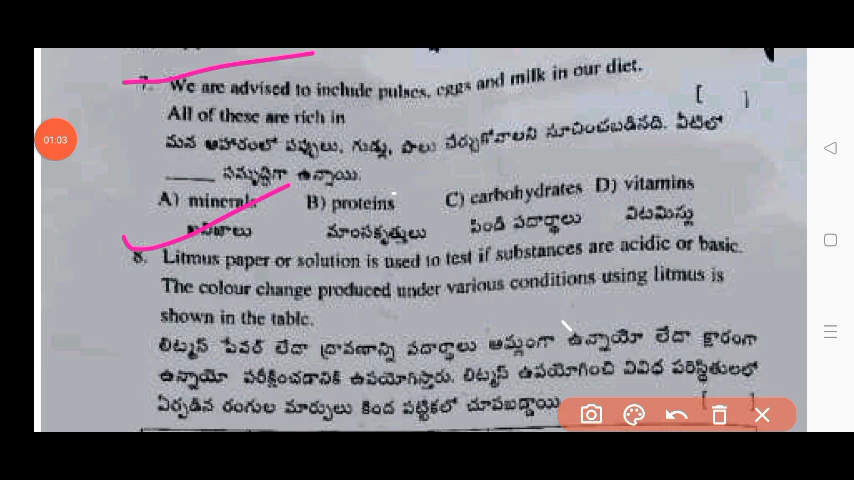 01:03
7. We are advised to include pulses, eggs and milk in our diet.
[ ]
All of these are rich in
మన ఆహారంలో పప్పులు, గుడ్లు, పాలు చేర్చుకోవాలని సూచించబడినది. వీటిలో
_____ సమృద్ధిగా ఉన్నాయి.
A) minerals B) proteins C) carbohydrates D) vitamins
ఖనిజాలు మాంసకృత్తులు పిండి పదార్థాలు విటమిన్లు
8. Litmus paper or solution is used to test if substances are acidic or basic.
The colour change produced under various conditions using litmus is
shown in the table.
లిట్మస్ పేపర్ లేదా ద్రావణాన్ని పదార్థాలు ఆమ్లంగా ఉన్నాయో లేదా క్షారంగా
ఉన్నాయో పరీక్షించడానికి ఉపయోగిస్తారు. లిట్మస్ ఉపయోగించి వివిధ పరిస్థితులలో
ఏర్పడిన రంగుల మార్పులు కింద పట్టికలో చూపబడ్డాయి [ ]